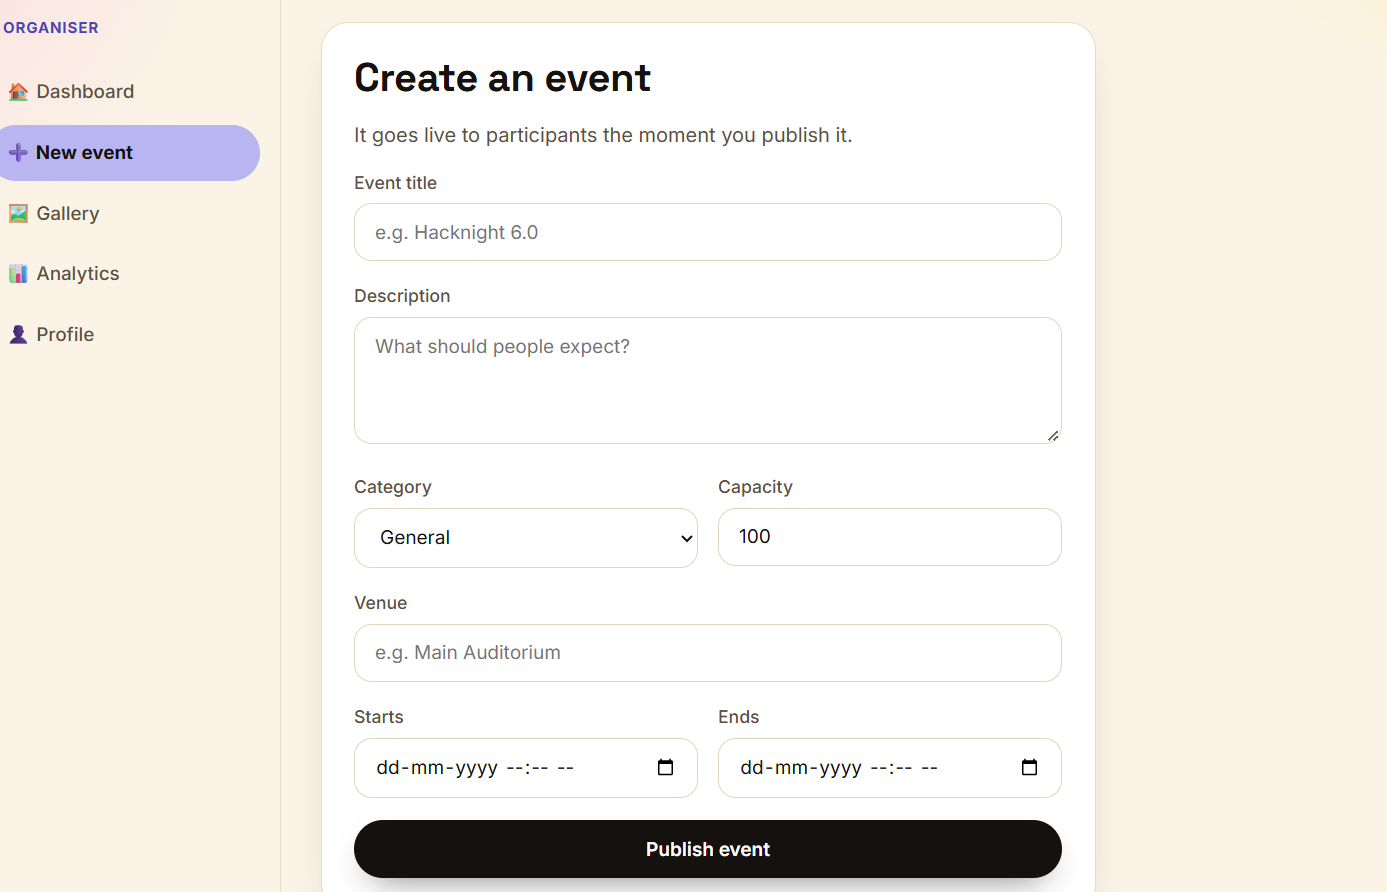 ORGANISER
Dashboard
New event
Gallery
Analytics
Profile
Create an event
It goes live to participants the moment you publish it.
Event title
e.g. Hacknight 6.0
Description
What should people expect?
Category
Capacity
General
100
Venue
e.g. Main Auditorium
Starts
Ends
dd-mm-yyyy --:-- --
dd-mm-yyyy --:-- --
Publish event